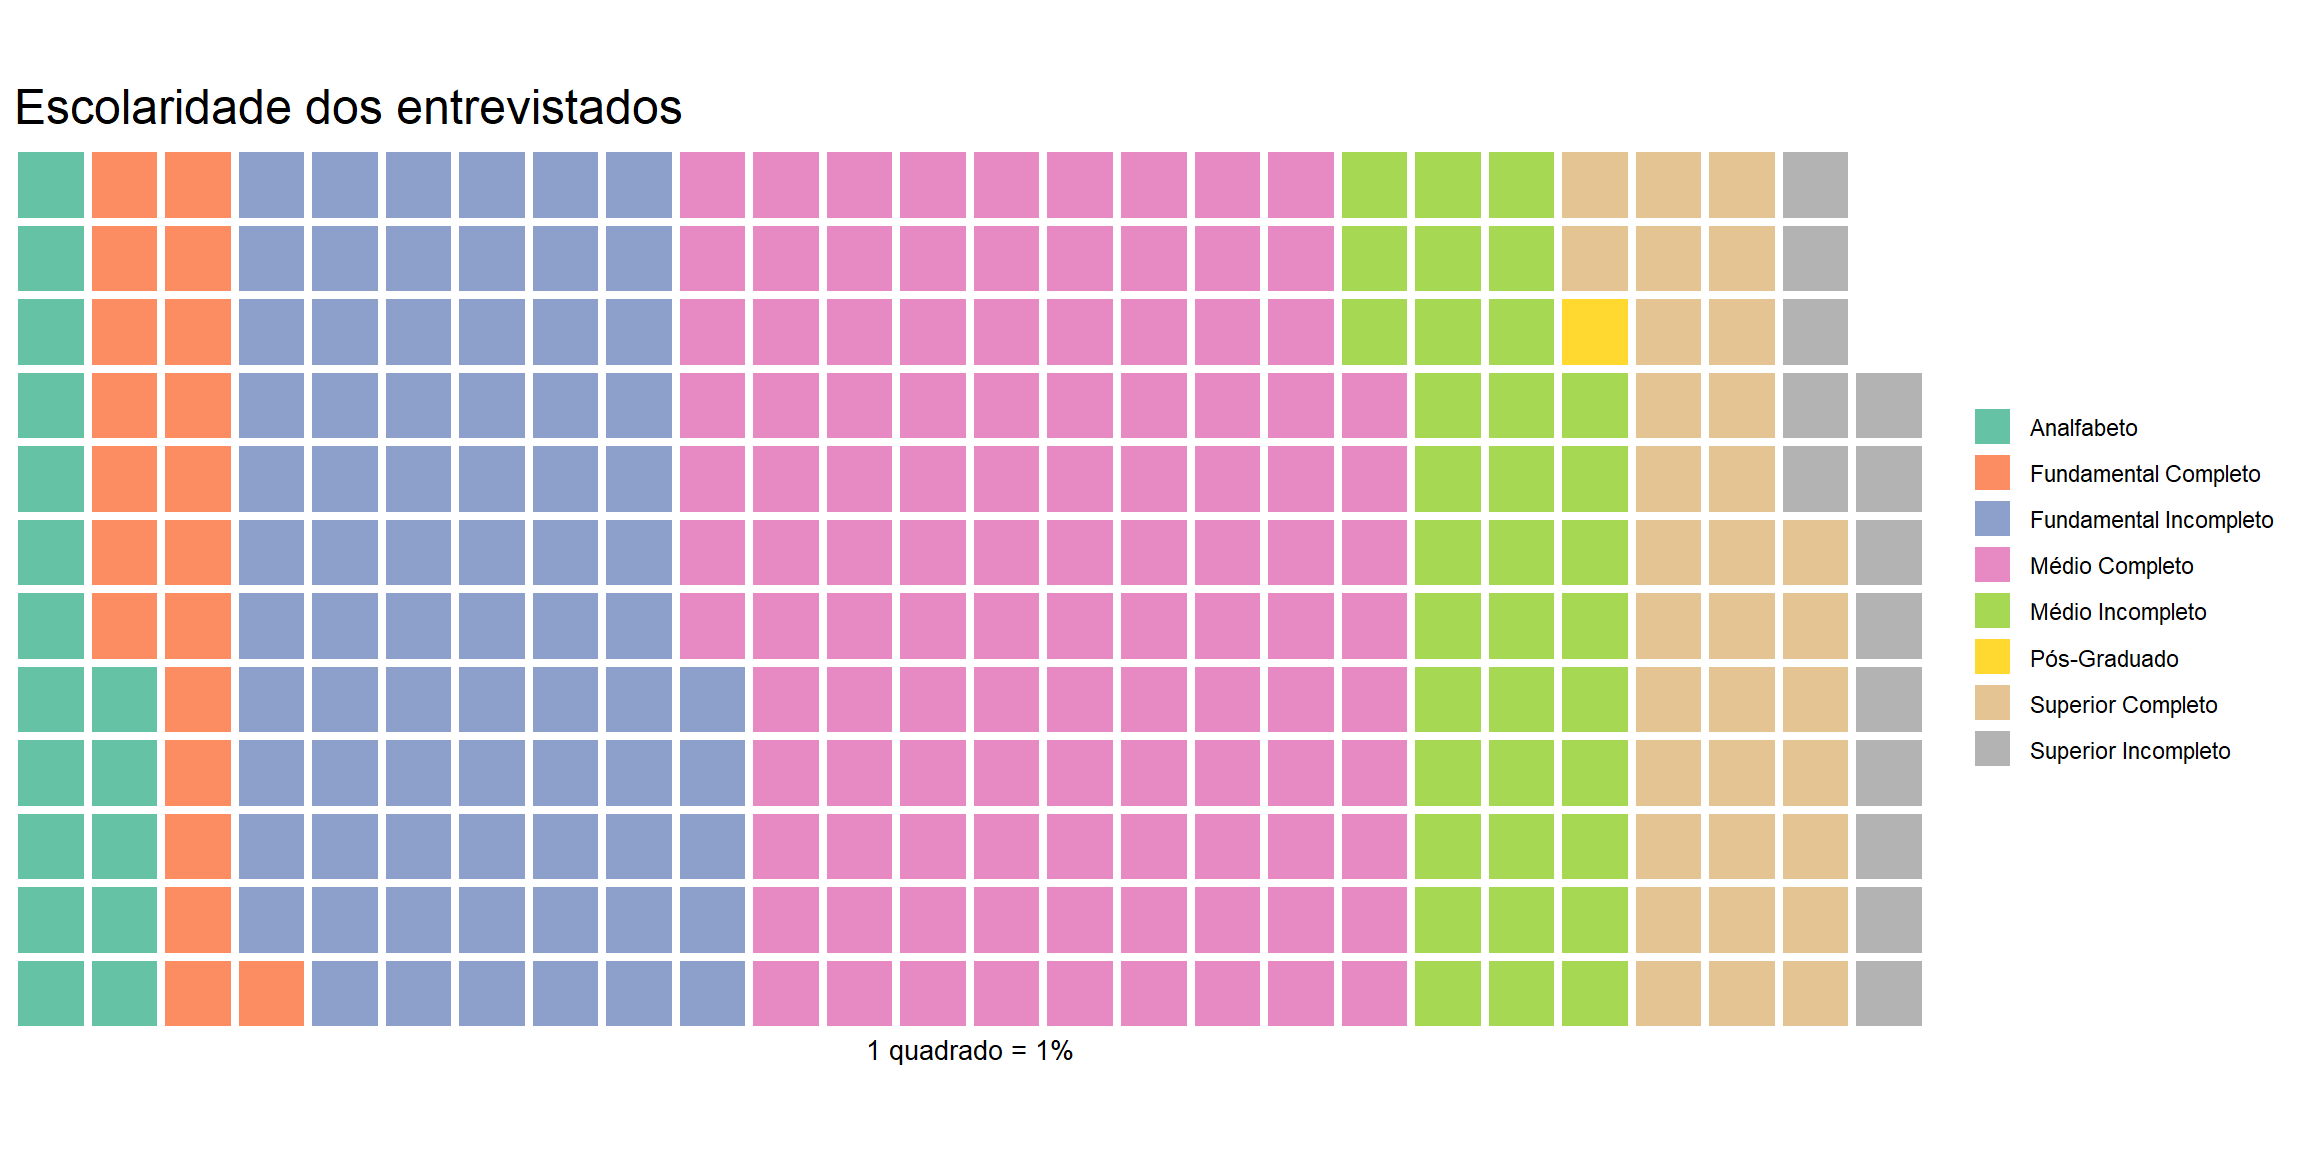 Escolaridade dos entrevistados
Analfabeto
Fundamental Completo
Fundamental Incompleto
Médio Completo
Médio Incompleto
Pós-Graduado
Superior Completo
Superior Incompleto
1 quadrado = 1%